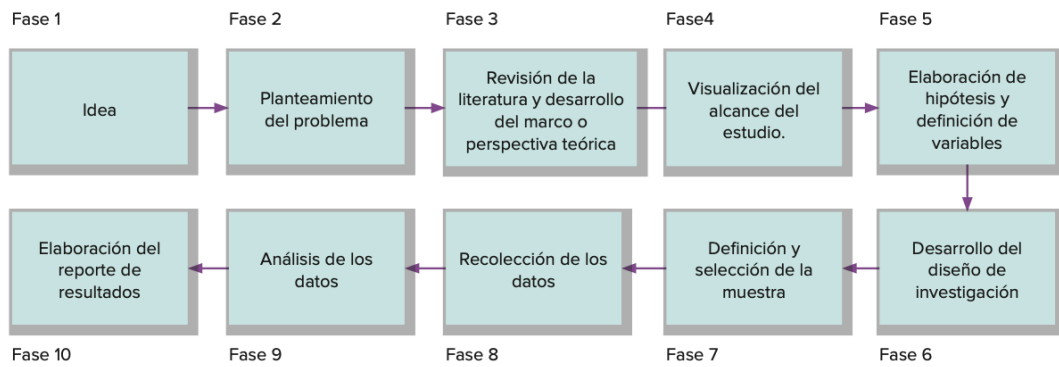 Fase 1
Fase 2
Fase 3
Fase4
Fase 5
Idea
Planteamiento
del problema
Revisión de la
literatura y desarrollo
del marco o
perspectiva teórica
Visualización del
alcance del
estudio.
Elaboración de
hipótesis y
definición de
variables
Elaboración del
reporte de
resultados
Análisis de los
datos
Recolección de los
datos
Definición y
selección de la
muestra
Desarrollo del
diseño de
investigación
Fase 10
Fase 9
Fase 8
Fase 7
Fase 6